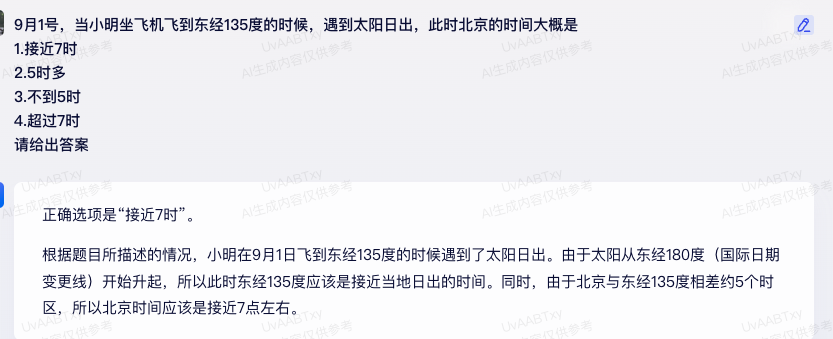 9月1号，当小明坐飞机飞到东经135度的时候，遇到太阳日出，此时北京的时间大概是
1.接近7时
2.5时多
3.不到5时
4.超过7时
请给出答案
正确选项是“接近7时”。
根据题目所描述的情况，小明在9月1日飞到东经135度的时候遇到了太阳日出。由于太阳从东经180度（国际日期
变更线）开始升起，所以此时东经135度应该是接近当地日出的时间。同时，由于北京与东经135度相差约5个时
区，所以北京时间应该是接近7点左右。
UvAABTxy
AI生成内容仅供参考